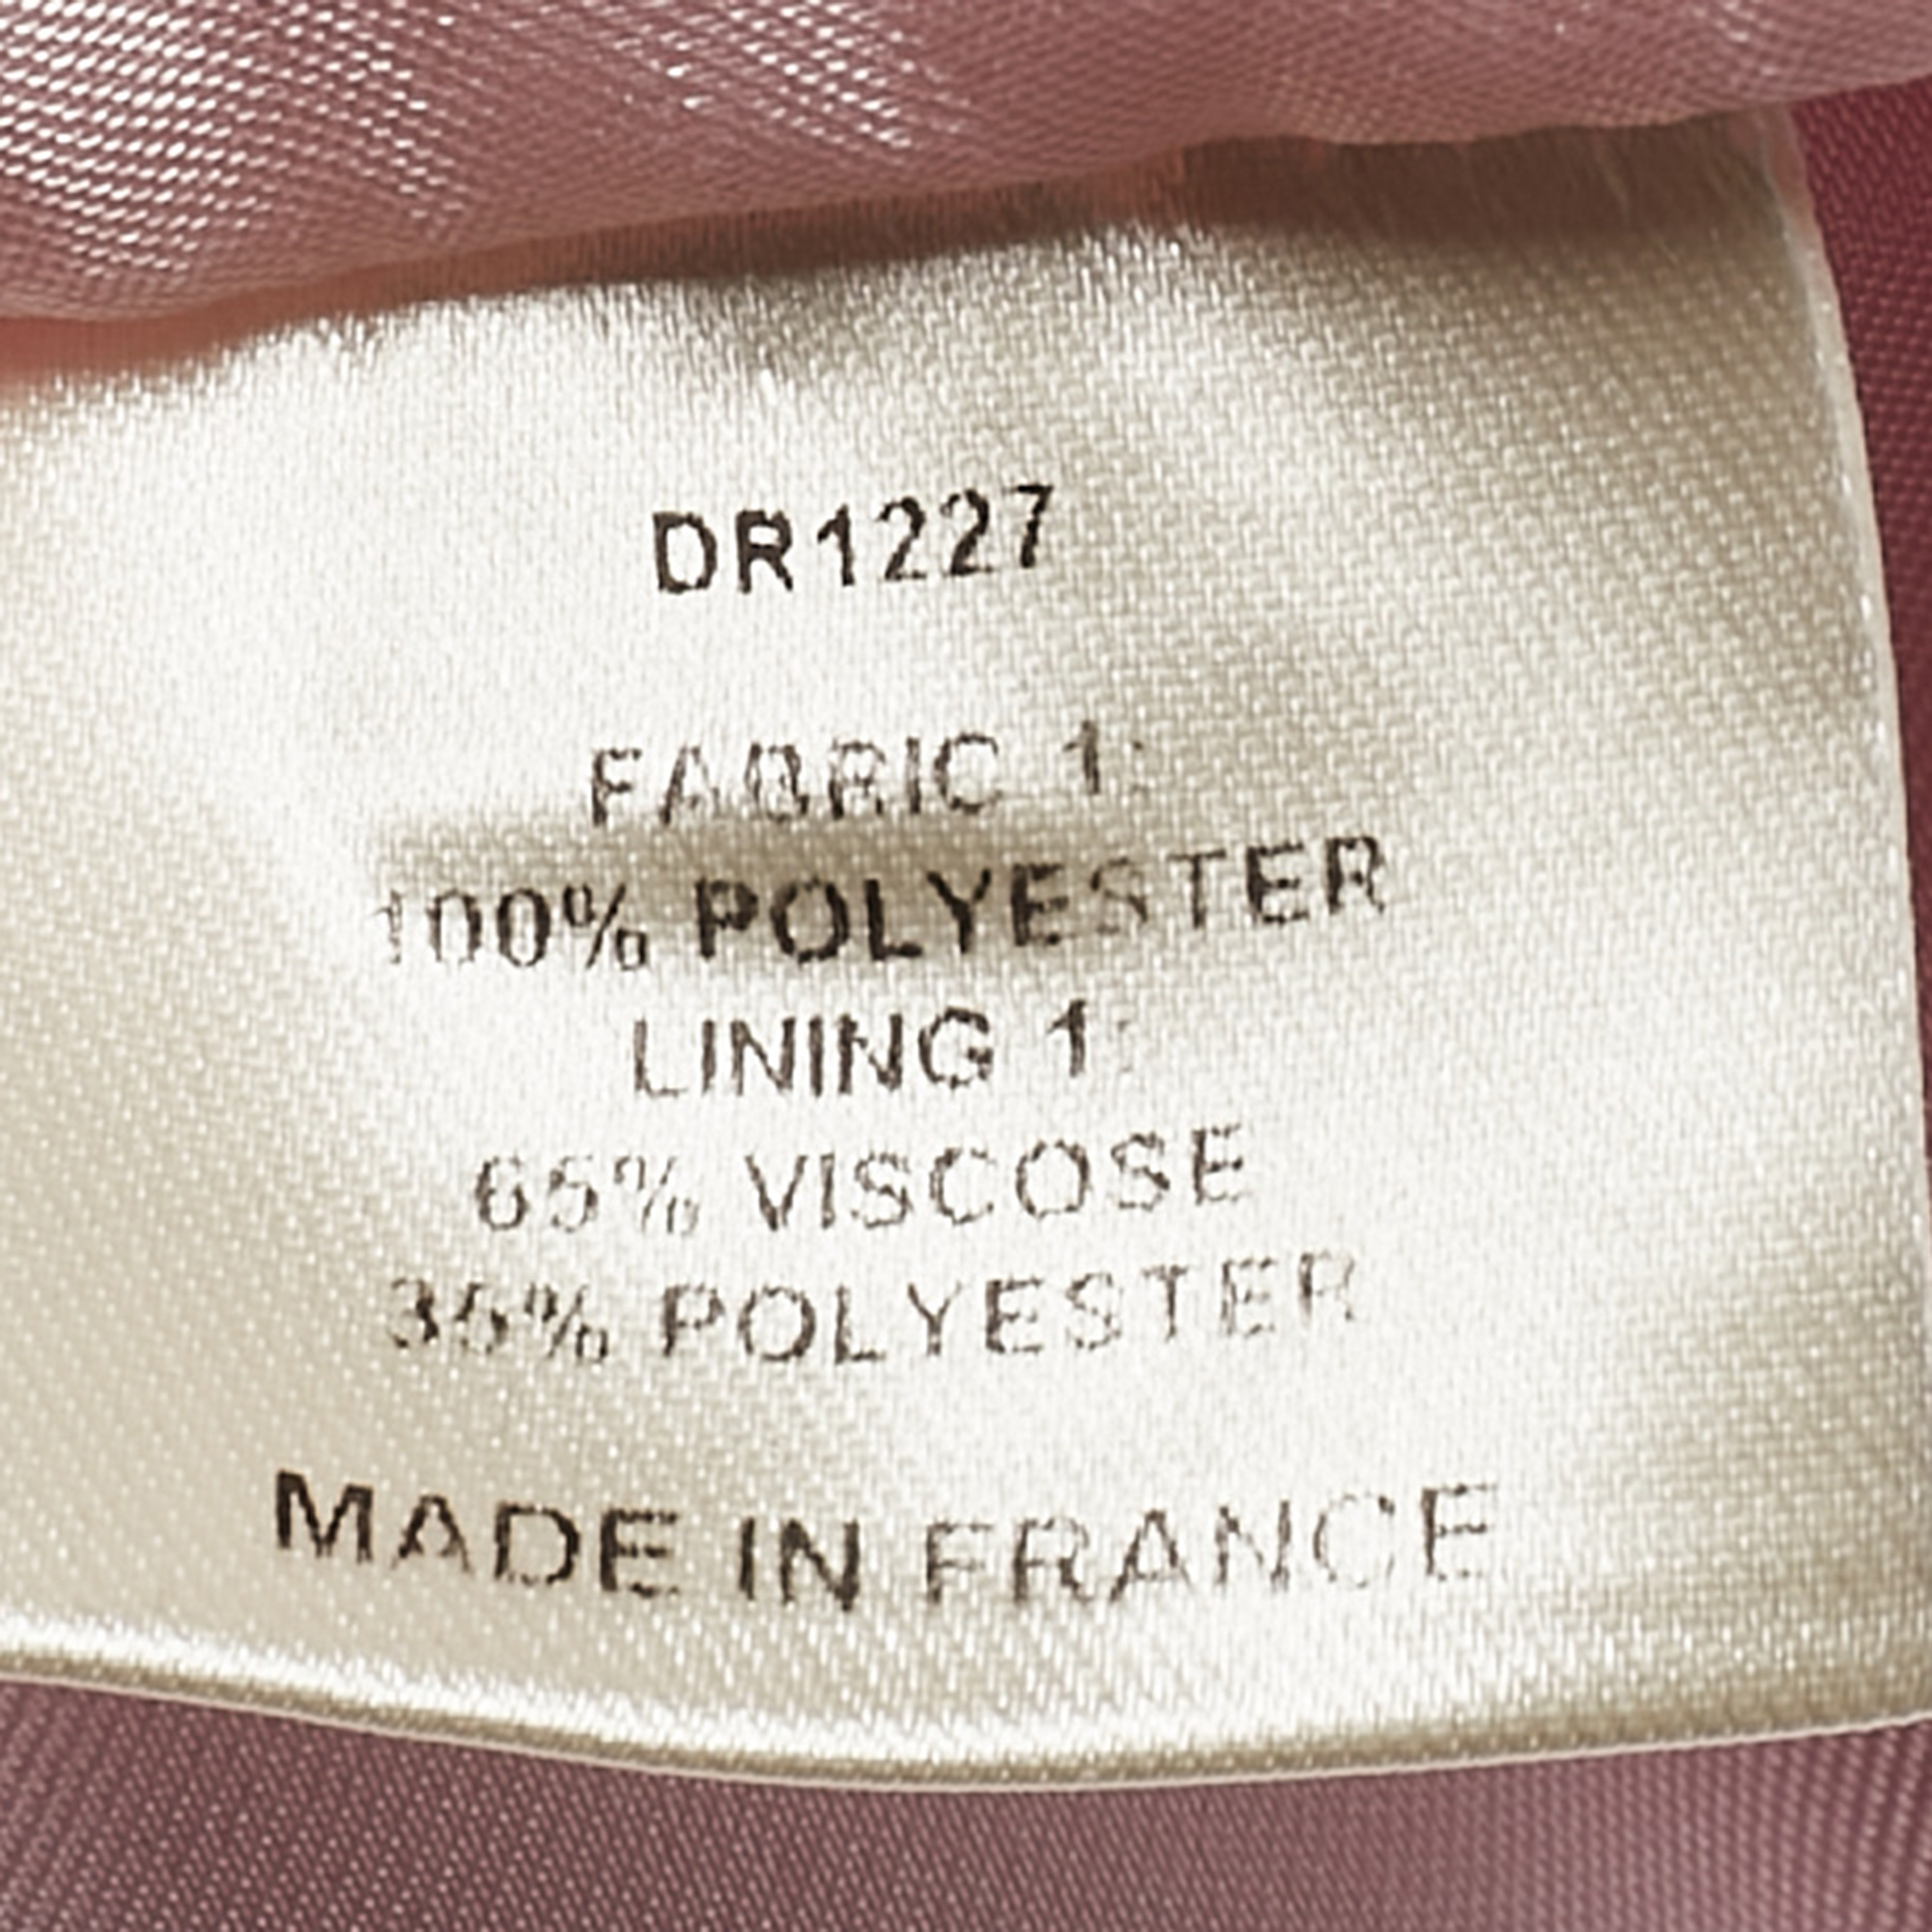 DR1227
FABRIC 1:
100% POLYESTER
LINING 1:
65% VISCOSE
35% POLYESTER
MADE IN FRANCE